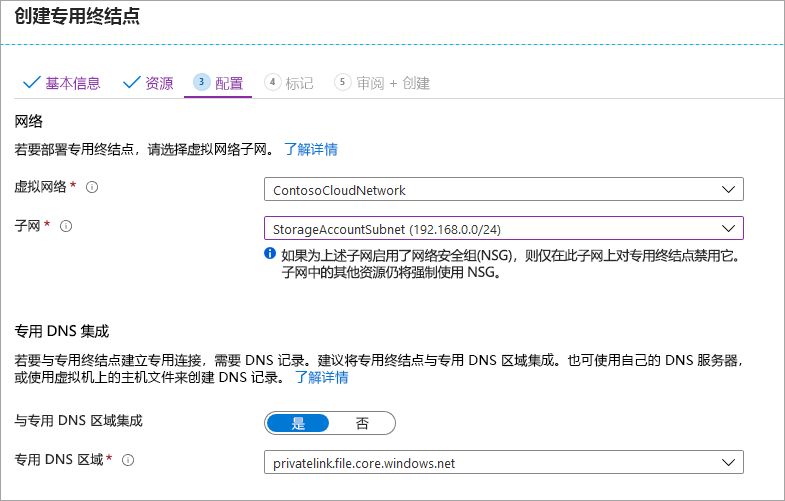 创建专用终结点
基本信息 资源 3 配置 4 标记 5 审阅 + 创建
网络
若要部署专用终结点，请选择虚拟网络子网。 了解详情
虚拟网络 * ContosoCloudNetwork
子网 * StorageAccountSubnet (192.168.0.0/24)
如果为上述子网启用了网络安全组(NSG)，则仅在此子网上对专用终结点禁用它。
子网中的其他资源仍将强制使用 NSG。
专用 DNS 集成
若要与专用终结点建立专用连接，需要 DNS 记录。建议将专用终结点与专用 DNS 区域集成。也可使用自己的 DNS 服务器，
或使用虚拟机上的主机文件来创建 DNS 记录。 了解详情
与专用 DNS 区域集成 是 否
专用 DNS 区域 * privatelink.file.core.windows.net